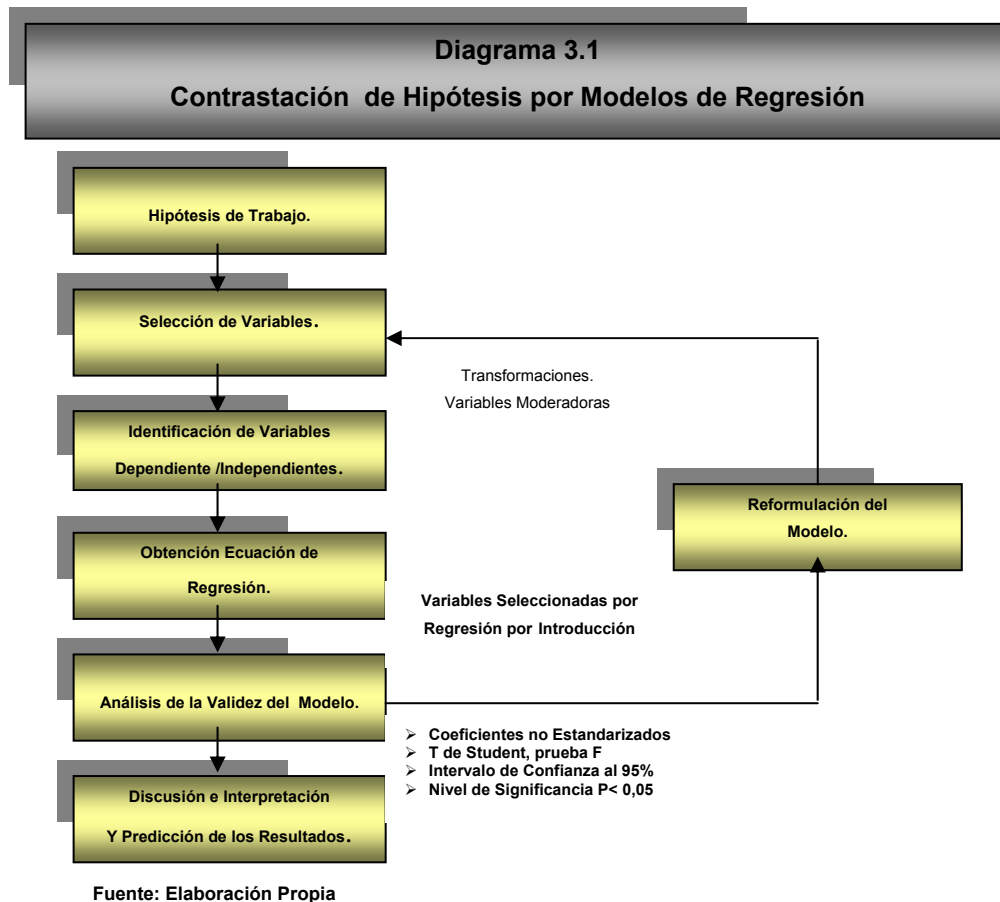 Diagrama 3.1
Contrastación de Hipótesis por Modelos de Regresión
Hipótesis de Trabajo.
Selección de Variables.
Transformaciones.
Variables Moderadoras
Identificación de Variables
Dependiente /Independientes.
Reformulación del
Modelo.
Obtención Ecuación de
Regresión.
Variables Seleccionadas por
Regresión por Introducción
Análisis de la Validez del Modelo.
➢ Coeficientes no Estandarizados
➢ T de Student, prueba F
➢ Intervalo de Confianza al 95%
➢ Nivel de Significancia P< 0,05
Discusión e Interpretación
Y Predicción de los Resultados.
Fuente: Elaboración Propia